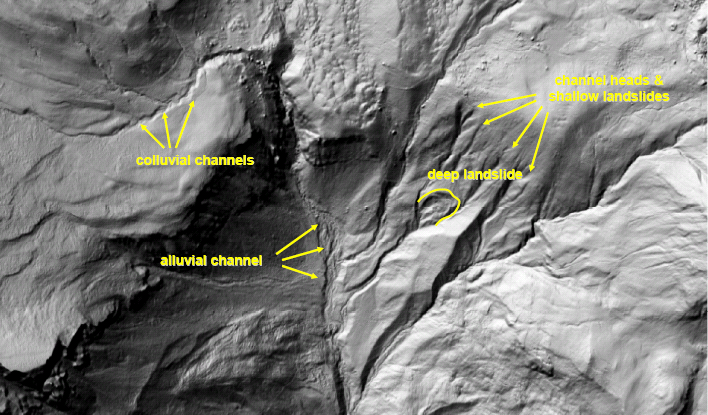 channel heads &
shallow landslides
colluvial channels
deep landslide
alluvial channel